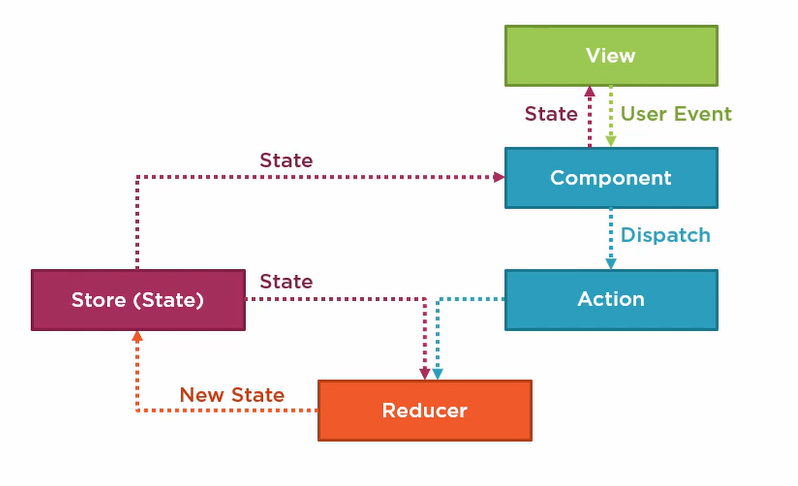 View
State
User Event
State
Component
Dispatch
Store (State)
State
Action
New State
Reducer